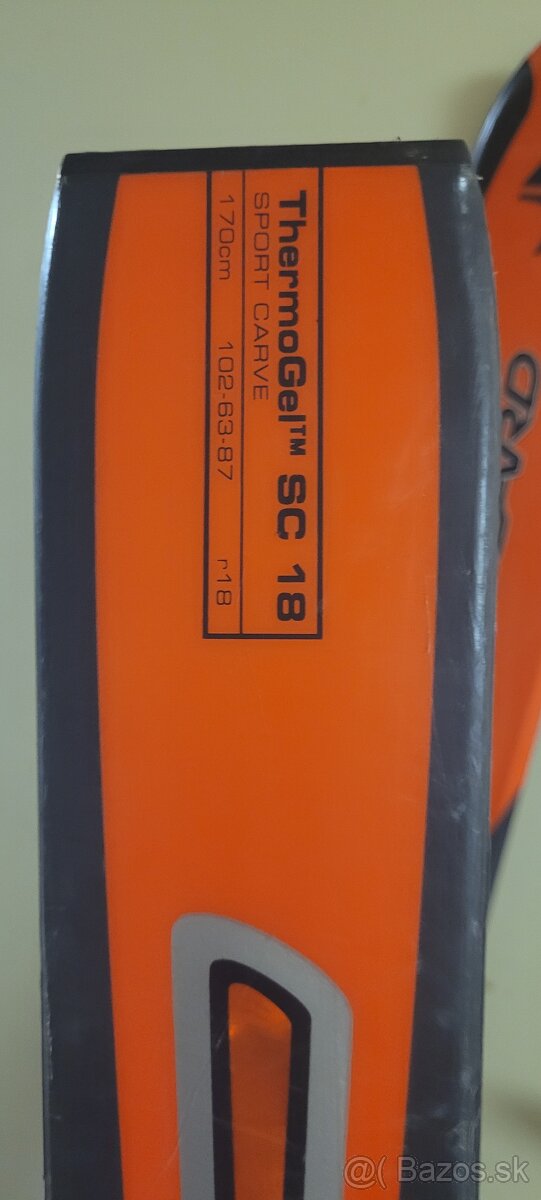 ThermoGel™ SC 18
SPORT CARVE
170cm 102-63-87 r18
@( Bazos.sk